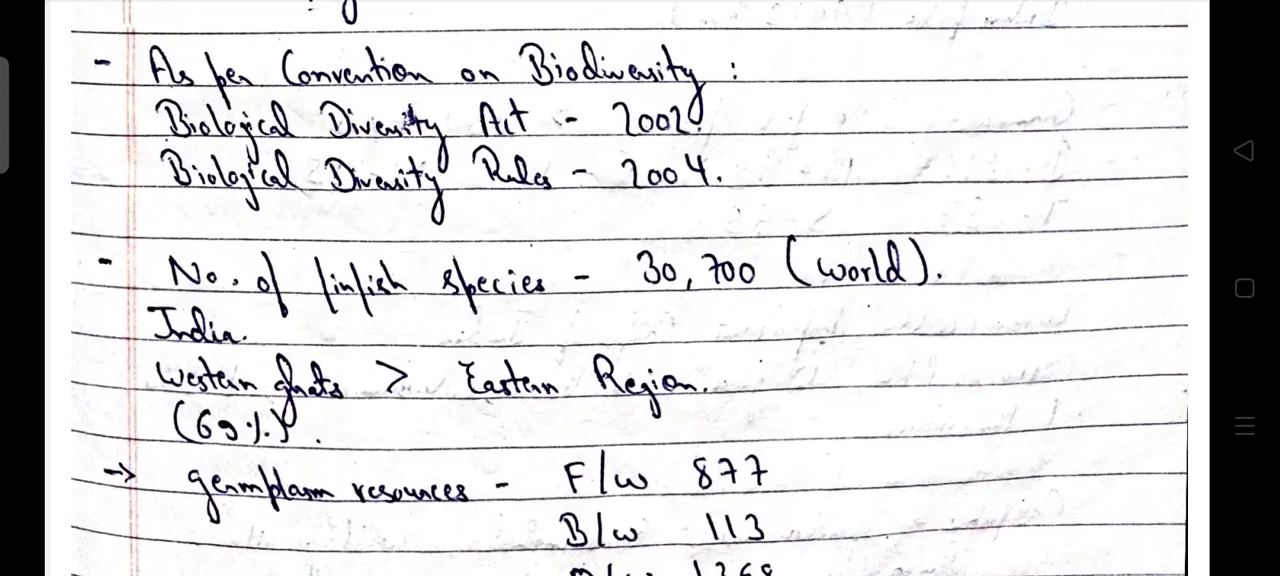 - As per Convention on Biodiversity :
Biological Diversity Act - 2002.
Biological Diversity Rules - 2004.
- No. of finfish species - 30,700 (world).
India.
Western ghats > Eastern Region.
(69%).
→ germplasm resources - F/w 877
B/w 113